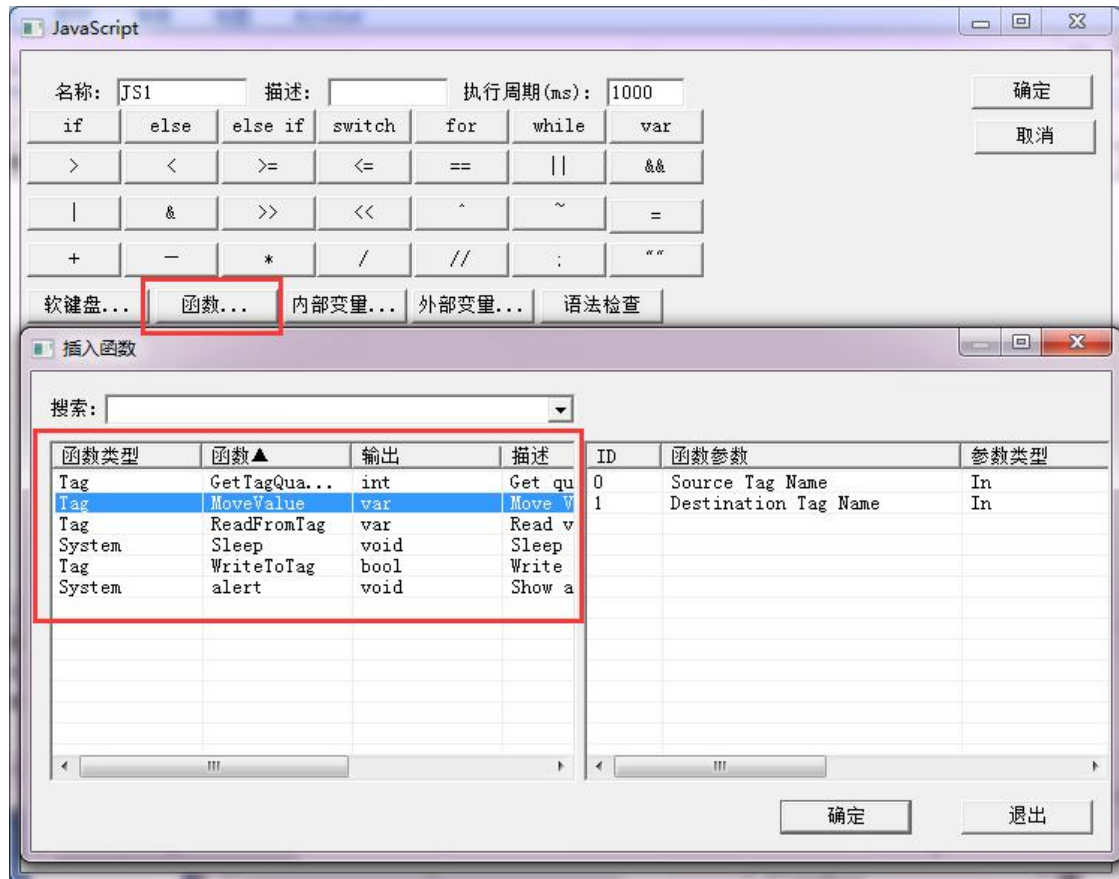 JavaScript
名称: JS1 描述: 执行周期(ms): 1000 确定
if else else if switch for while var 取消
> < >= <= == || &&
| & >> << ^ ~ =
+ — * / // ; ""
软键盘... 函数... 内部变量... 外部变量... 语法检查
插入函数
搜索:
函数类型 函数▲ 输出 描述 ID 函数参数 参数类型
Tag GetTagQua... int Get qu 0 Source Tag Name In
Tag MoveValue var Move V 1 Destination Tag Name In
Tag ReadFromTag var Read v
System Sleep void Sleep
Tag WriteToTag bool Write
System alert void Show a
确定 退出